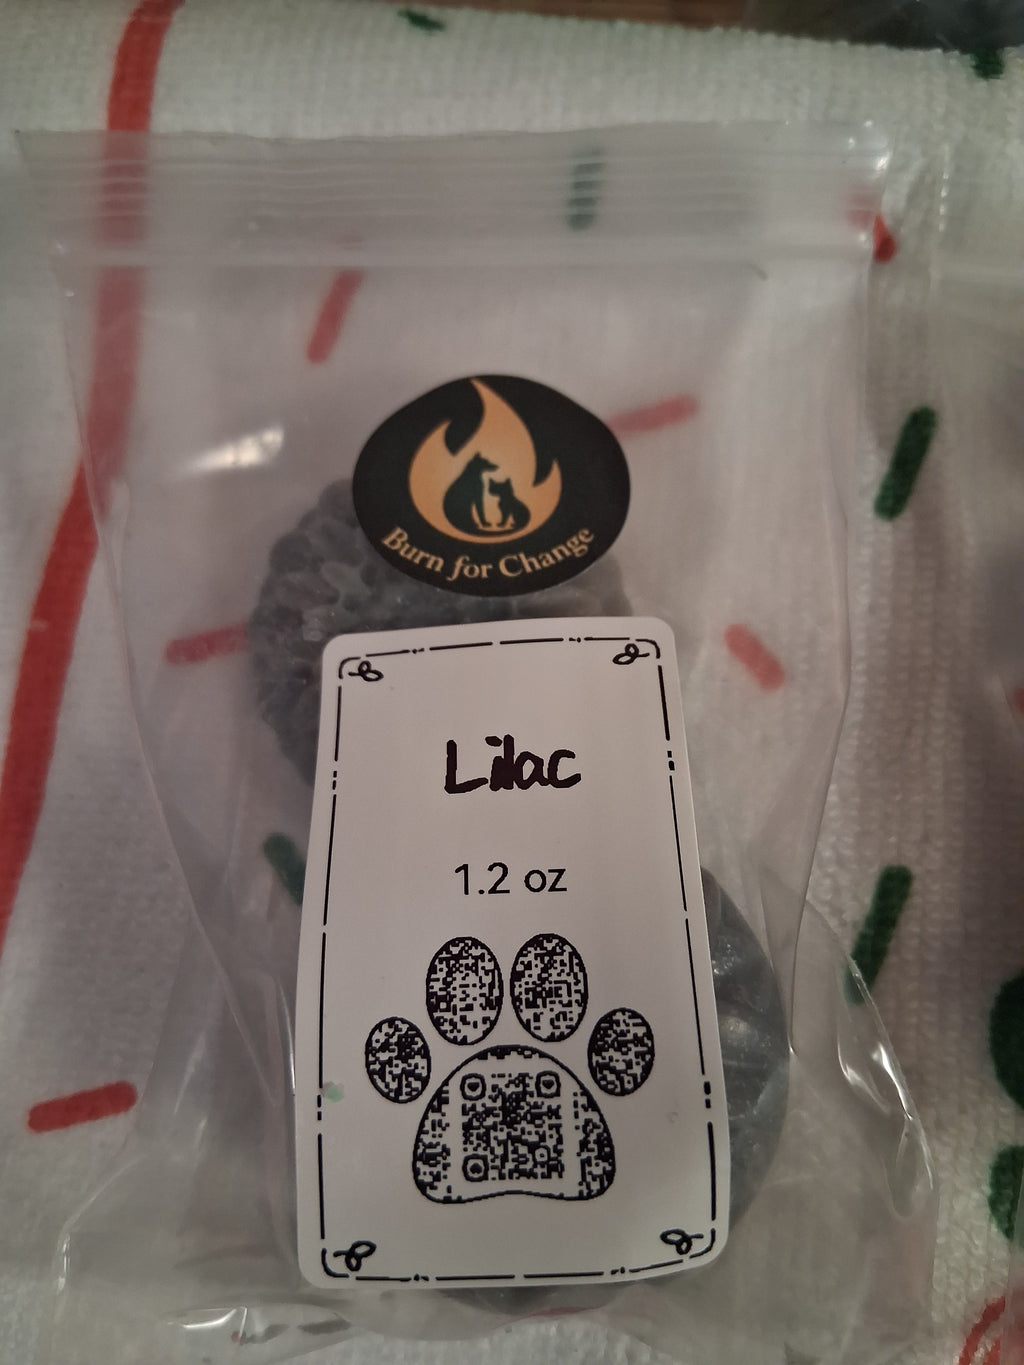 Burn for Change
Lilac
1.2 oz